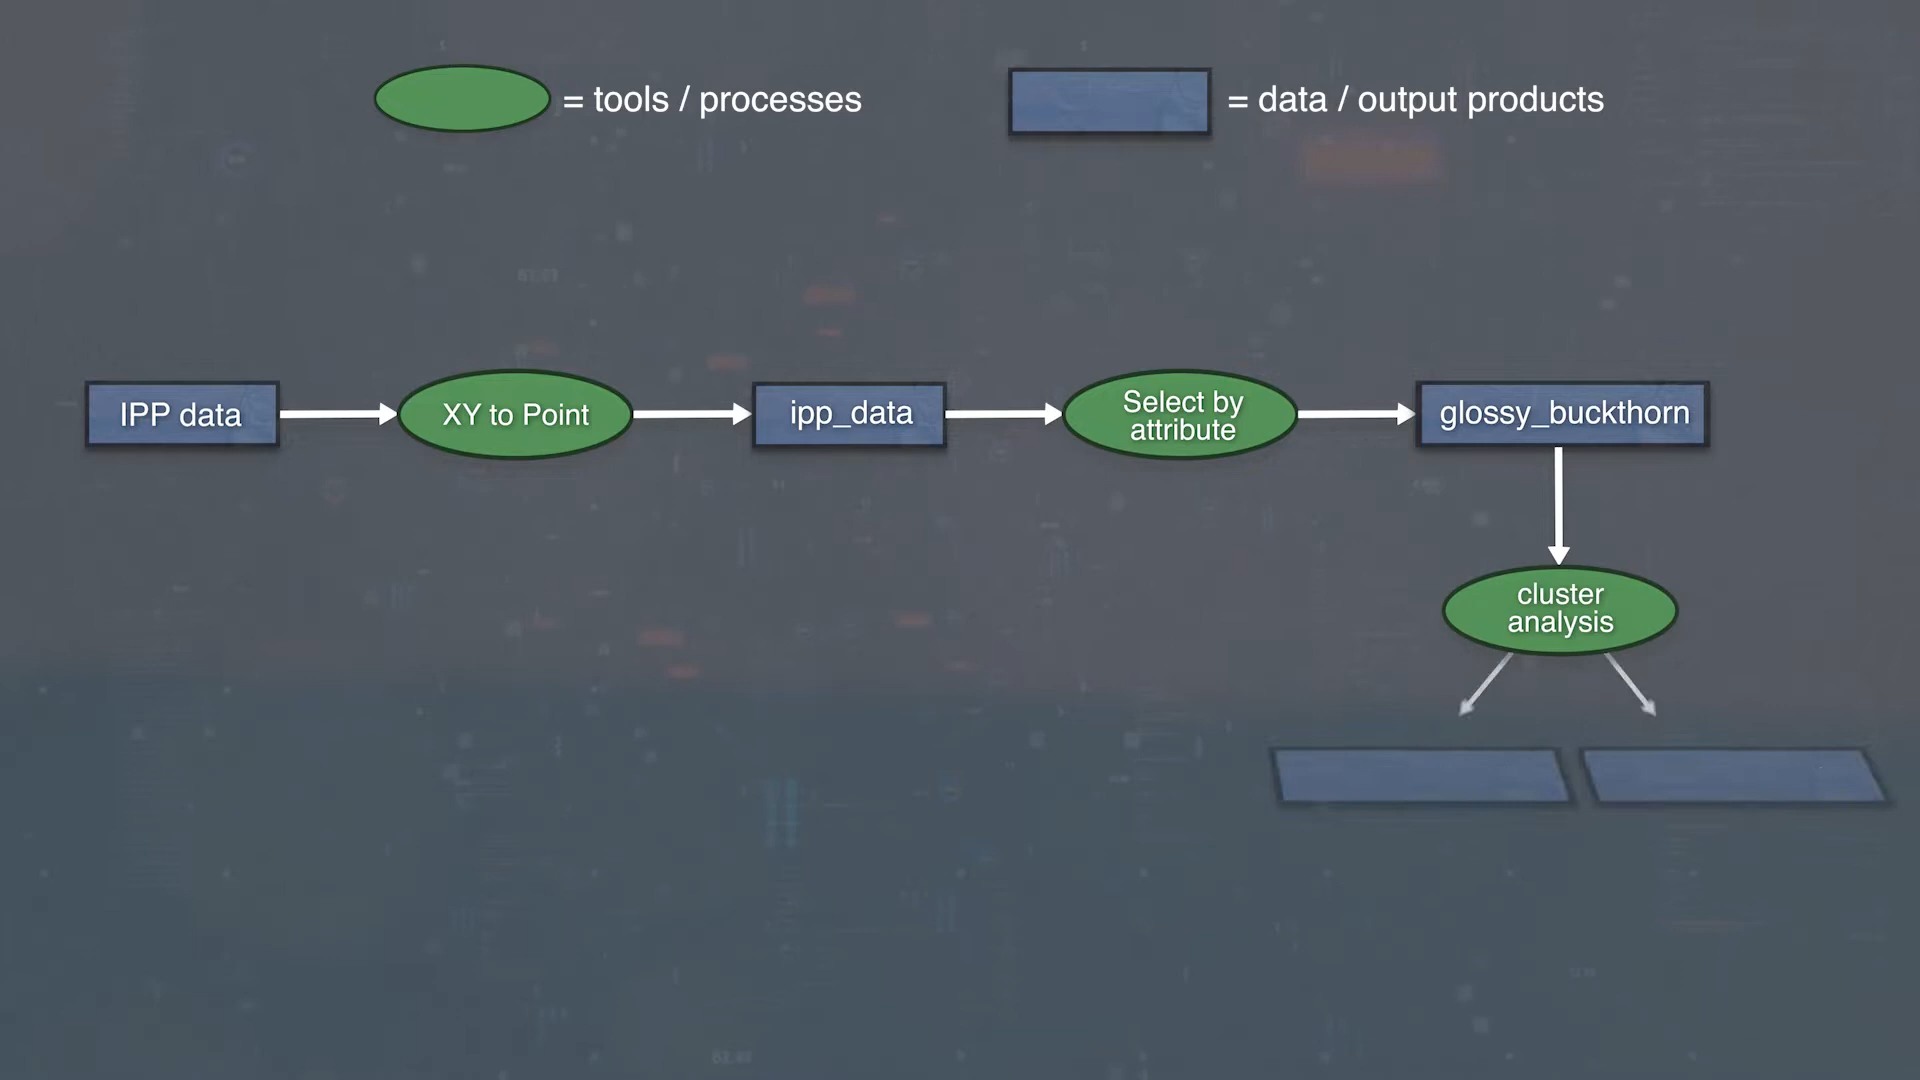 = tools / processes
= data / output products
IPP data
XY to Point
ipp_data
Select by
attribute
glossy_buckthorn
cluster
analysis